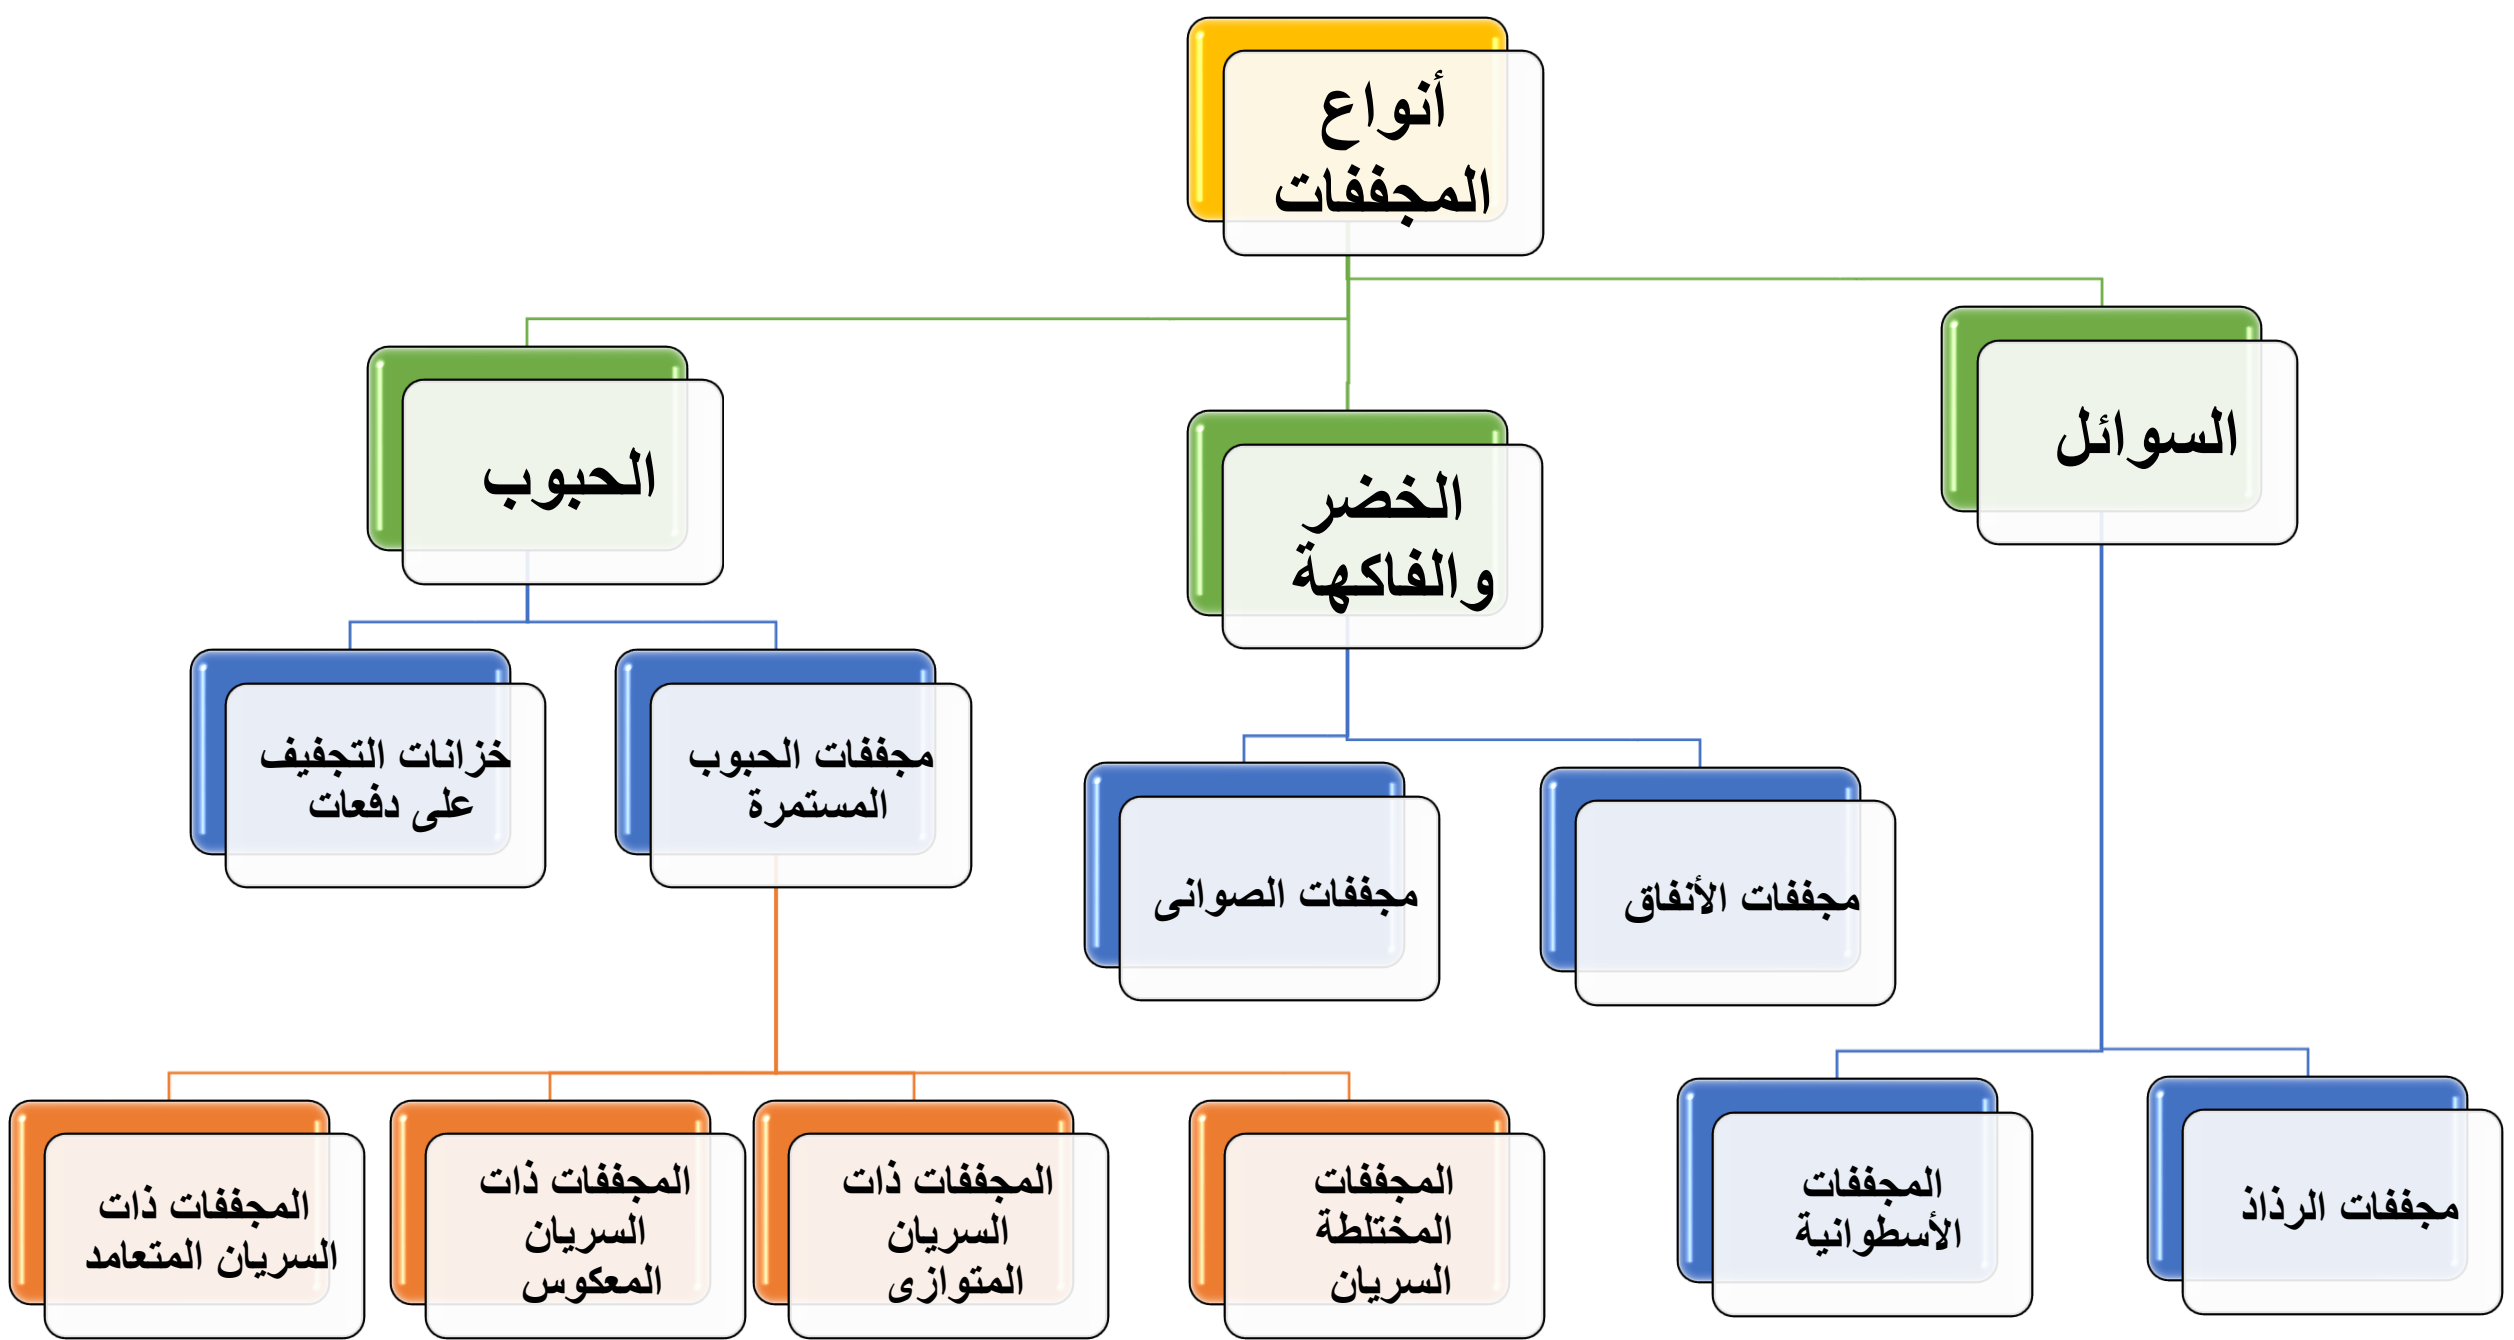 أنواع
المجففات
السوائل
الخضر
والفاكهة
الحبوب
مجففات الحبوب
المستمرة
خزانات التجفيف
على دفعات
مجففات الأنفاق
مجففات الصوانى
مجففات الرذاذ
المجففات
الأسطوانية
المجففات
المختلطة
السريان
المجففات ذات
السريان
المتوازى
المجففات ذات
السريان
المعكوس
المجففات ذات
السريان المتعامد